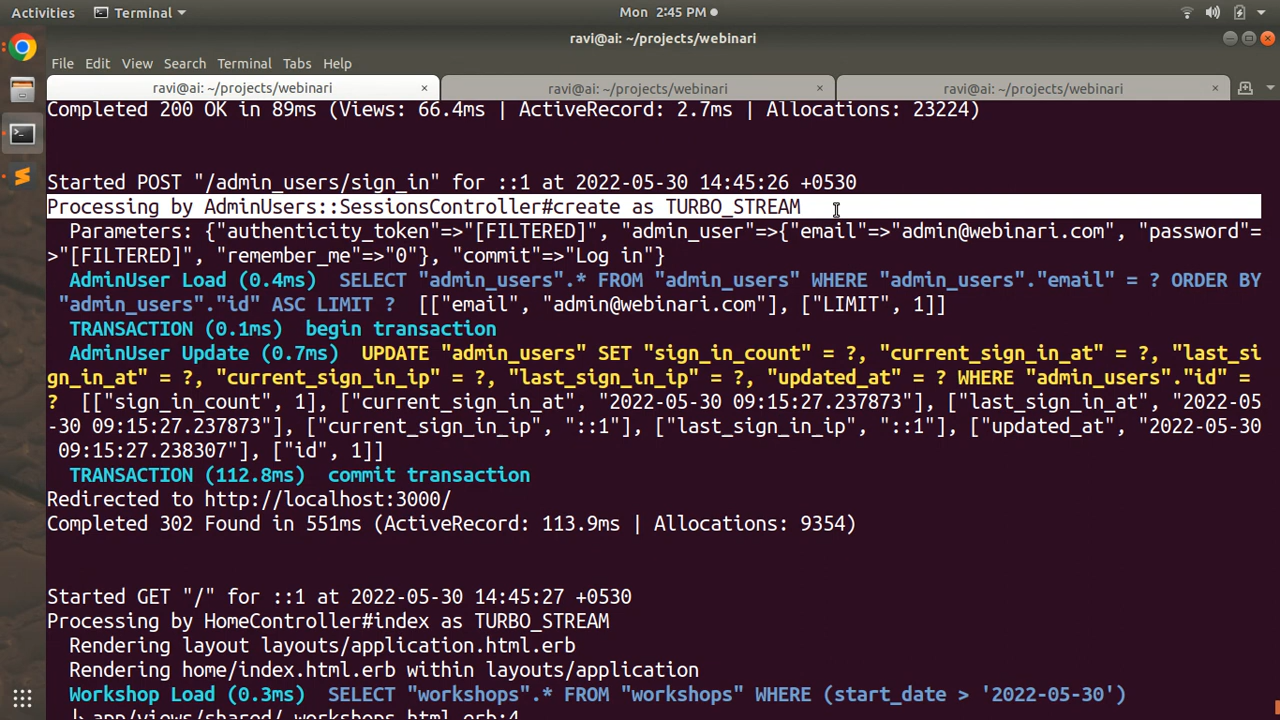 Activities Terminal Mon 2:45 PM
ravi@ai: ~/projects/webinari
File Edit View Search Terminal Tabs Help
ravi@ai: ~/projects/webinari × ravi@ai: ~/projects/webinari × ravi@ai: ~/projects/webinari ×
Completed 200 OK in 89ms (Views: 66.4ms | ActiveRecord: 2.7ms | Allocations: 23224)
Started POST "/admin_users/sign_in" for ::1 at 2022-05-30 14:45:26 +0530
Processing by AdminUsers::SessionsController#create as TURBO_STREAM
Parameters: {"authenticity_token"=>"[FILTERED]", "admin_user"=>{"email"=>"admin@webinari.com", "password"=
>"[FILTERED]", "remember_me"=>"0"}, "commit"=>"Log in"}
AdminUser Load (0.4ms) SELECT "admin_users".* FROM "admin_users" WHERE "admin_users"."email" = ? ORDER BY
"admin_users"."id" ASC LIMIT ? [["email", "admin@webinari.com"], ["LIMIT", 1]]
TRANSACTION (0.1ms) begin transaction
AdminUser Update (0.7ms) UPDATE "admin_users" SET "sign_in_count" = ?, "current_sign_in_at" = ?, "last_si
gn_in_at" = ?, "current_sign_in_ip" = ?, "last_sign_in_ip" = ?, "updated_at" = ? WHERE "admin_users"."id" =
? [["sign_in_count", 1], ["current_sign_in_at", "2022-05-30 09:15:27.237873"], ["last_sign_in_at", "2022-05
-30 09:15:27.237873"], ["current_sign_in_ip", "::1"], ["last_sign_in_ip", "::1"], ["updated_at", "2022-05-30
09:15:27.238307"], ["id", 1]]
TRANSACTION (112.8ms) commit transaction
Redirected to http://localhost:3000/
Completed 302 Found in 551ms (ActiveRecord: 113.9ms | Allocations: 9354)
Started GET "/" for ::1 at 2022-05-30 14:45:27 +0530
Processing by HomeController#index as TURBO_STREAM
Rendering layout layouts/application.html.erb
Rendering home/index.html.erb within layouts/application
Workshop Load (0.3ms) SELECT "workshops".* FROM "workshops" WHERE (start_date > '2022-05-30')
↳ app/views/shared/_workshops.html.erb:4